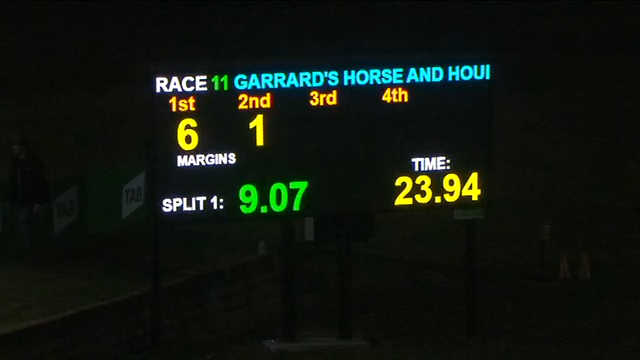 RACE 11 GARRARD'S HORSE AND HOUI
1st 2nd 3rd 4th
6 1
MARGINS
TIME:
SPLIT 1: 9.07 23.94
TAB TAB